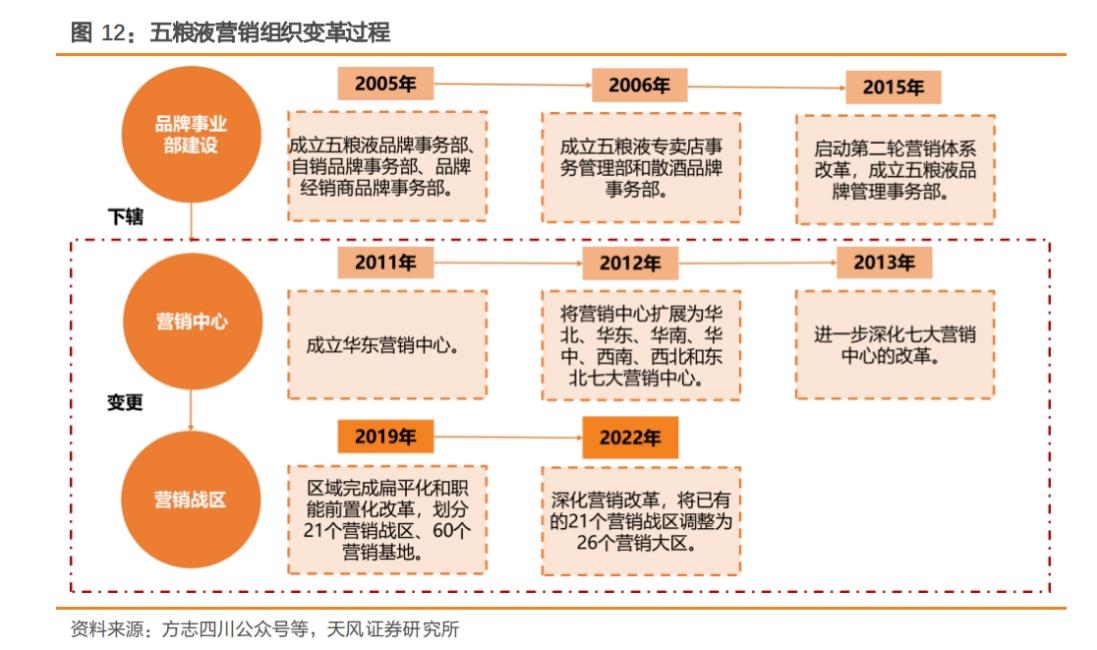 图 12：五粮液营销组织变革过程
品牌事业
部建设
2005年
2006年
2015年
成立五粮液品牌事务部、
自销品牌事务部、品牌
经销商品牌事务部。
成立五粮液专卖店事
务管理部和散酒品牌
事务部。
启动第二轮营销体系
改革，成立五粮液品
牌管理事务部。
下辖
营销中心
2011年
2012年
2013年
成立华东营销中心。
将营销中心扩展为华
北、华东、华南、华
中、西南、西北和东
北七大营销中心。
进一步深化七大营销
中心的改革。
变更
营销战区
2019年
2022年
区域完成扁平化和职
能前置化改革，划分
21个营销战区、60个
营销基地。
深化营销改革，将已有
的21个营销战区调整为
26个营销大区。
资料来源：方志四川公众号等，天风证券研究所